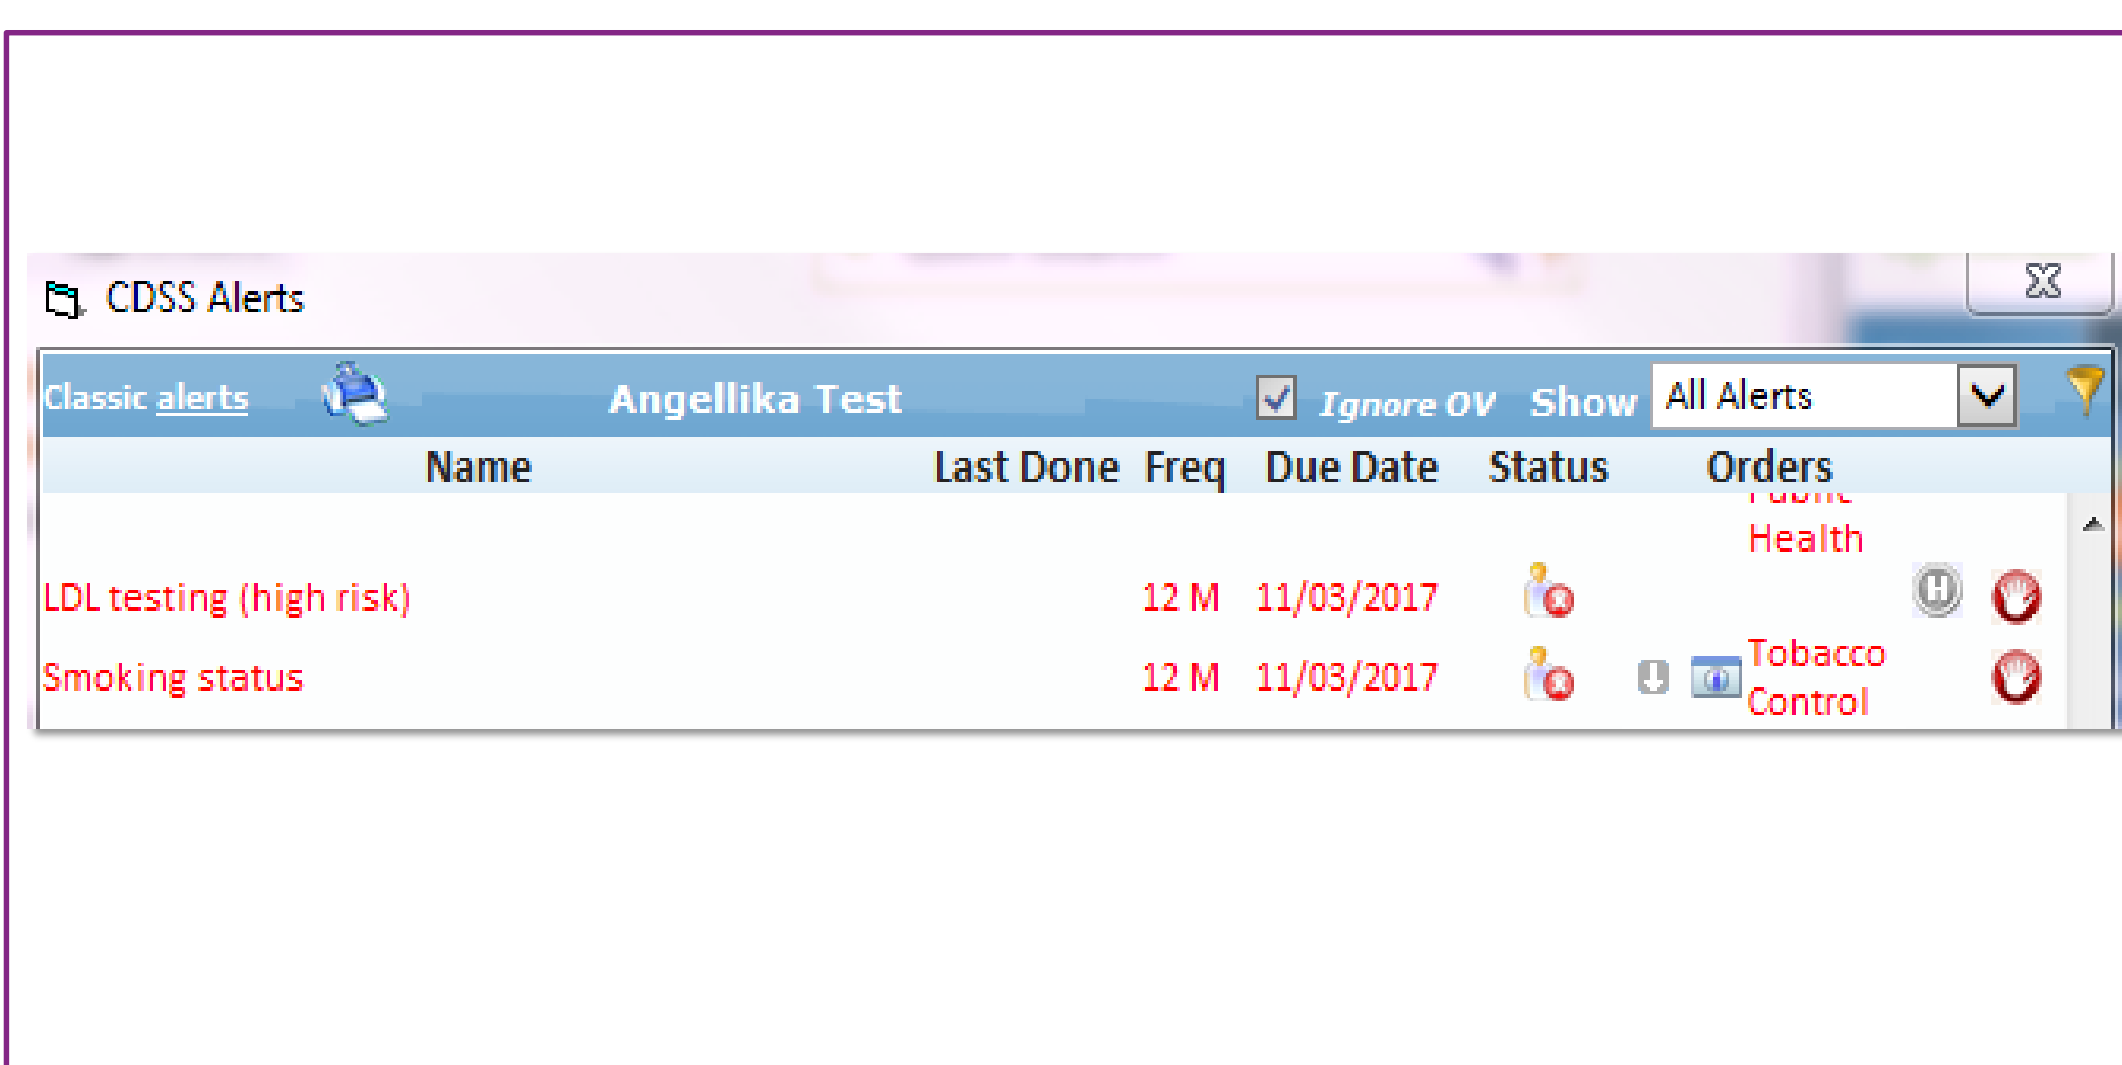 CDSS Alerts
Classic alerts Angellika Test Ignore OV Show All Alerts
Name Last Done Freq Due Date Status Orders
Public
Health
LDL testing (high risk) 12 M 11/03/2017 H
Smoking status 12 M 11/03/2017 Tobacco
Control